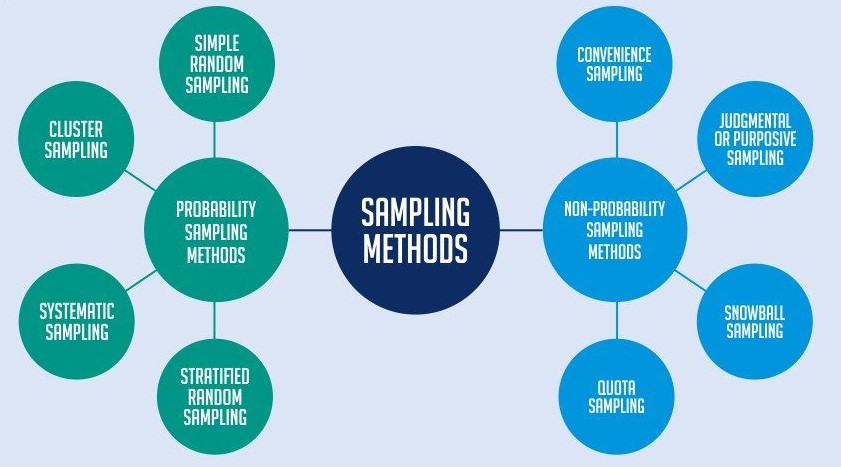 SIMPLE
RANDOM
SAMPLING
CLUSTER
SAMPLING
PROBABILITY
SAMPLING
METHODS
SYSTEMATIC
SAMPLING
STRATIFIED
RANDOM
SAMPLING
SAMPLING
METHODS
CONVENIENCE
SAMPLING
JUDGMENTAL
OR PURPOSIVE
SAMPLING
NON-PROBABILITY
SAMPLING
METHODS
SNOWBALL
SAMPLING
QUOTA
SAMPLING